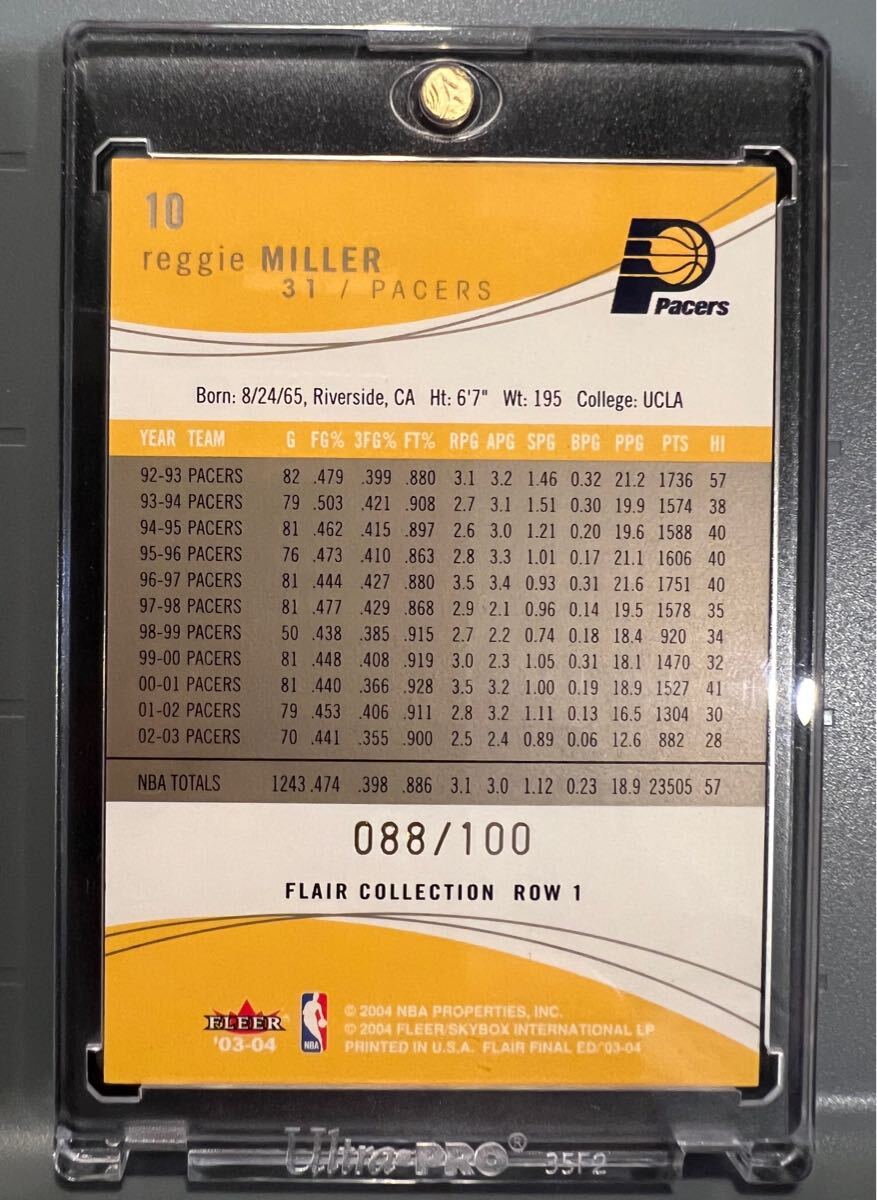 10
reggie MILLER
31 / PACERS
Pacers
Born: 8/24/65, Riverside, CA Ht: 6'7" Wt: 195 College: UCLA
YEAR TEAM G FG% 3FG% FT% RPG APG SPG BPG PPG PTS HI
92-93 PACERS 82 .479 .399 .880 3.1 3.2 1.46 0.32 21.2 1736 57
93-94 PACERS 79 .503 .421 .908 2.7 3.1 1.51 0.30 19.9 1574 38
94-95 PACERS 81 .462 .415 .897 2.6 3.0 1.21 0.20 19.6 1588 40
95-96 PACERS 76 .473 .410 .863 2.8 3.3 1.01 0.17 21.1 1606 40
96-97 PACERS 81 .444 .427 .880 3.5 3.4 0.93 0.31 21.6 1751 40
97-98 PACERS 81 .477 .429 .868 2.9 2.1 0.96 0.14 19.5 1578 35
98-99 PACERS 50 .438 .385 .915 2.7 2.2 0.74 0.18 18.4 920 34
99-00 PACERS 81 .448 .408 .919 3.0 2.3 1.05 0.31 18.1 1470 32
00-01 PACERS 81 .440 .366 .928 3.5 3.2 1.00 0.19 18.9 1527 41
01-02 PACERS 79 .453 .406 .911 2.8 3.2 1.11 0.13 16.5 1304 30
02-03 PACERS 70 .441 .355 .900 2.5 2.4 0.89 0.06 12.6 882 28
NBA TOTALS 1243 .474 .398 .886 3.1 3.0 1.12 0.23 18.9 23505 57
088/100
FLAIR COLLECTION ROW 1
FLEER
'03-04
NBA
© 2004 NBA PROPERTIES, INC.
© 2004 FLEER/SKYBOX INTERNATIONAL LP
PRINTED IN U.S.A. FLAIR FINAL ED/'03-04
Ultra·PRO® 35F2